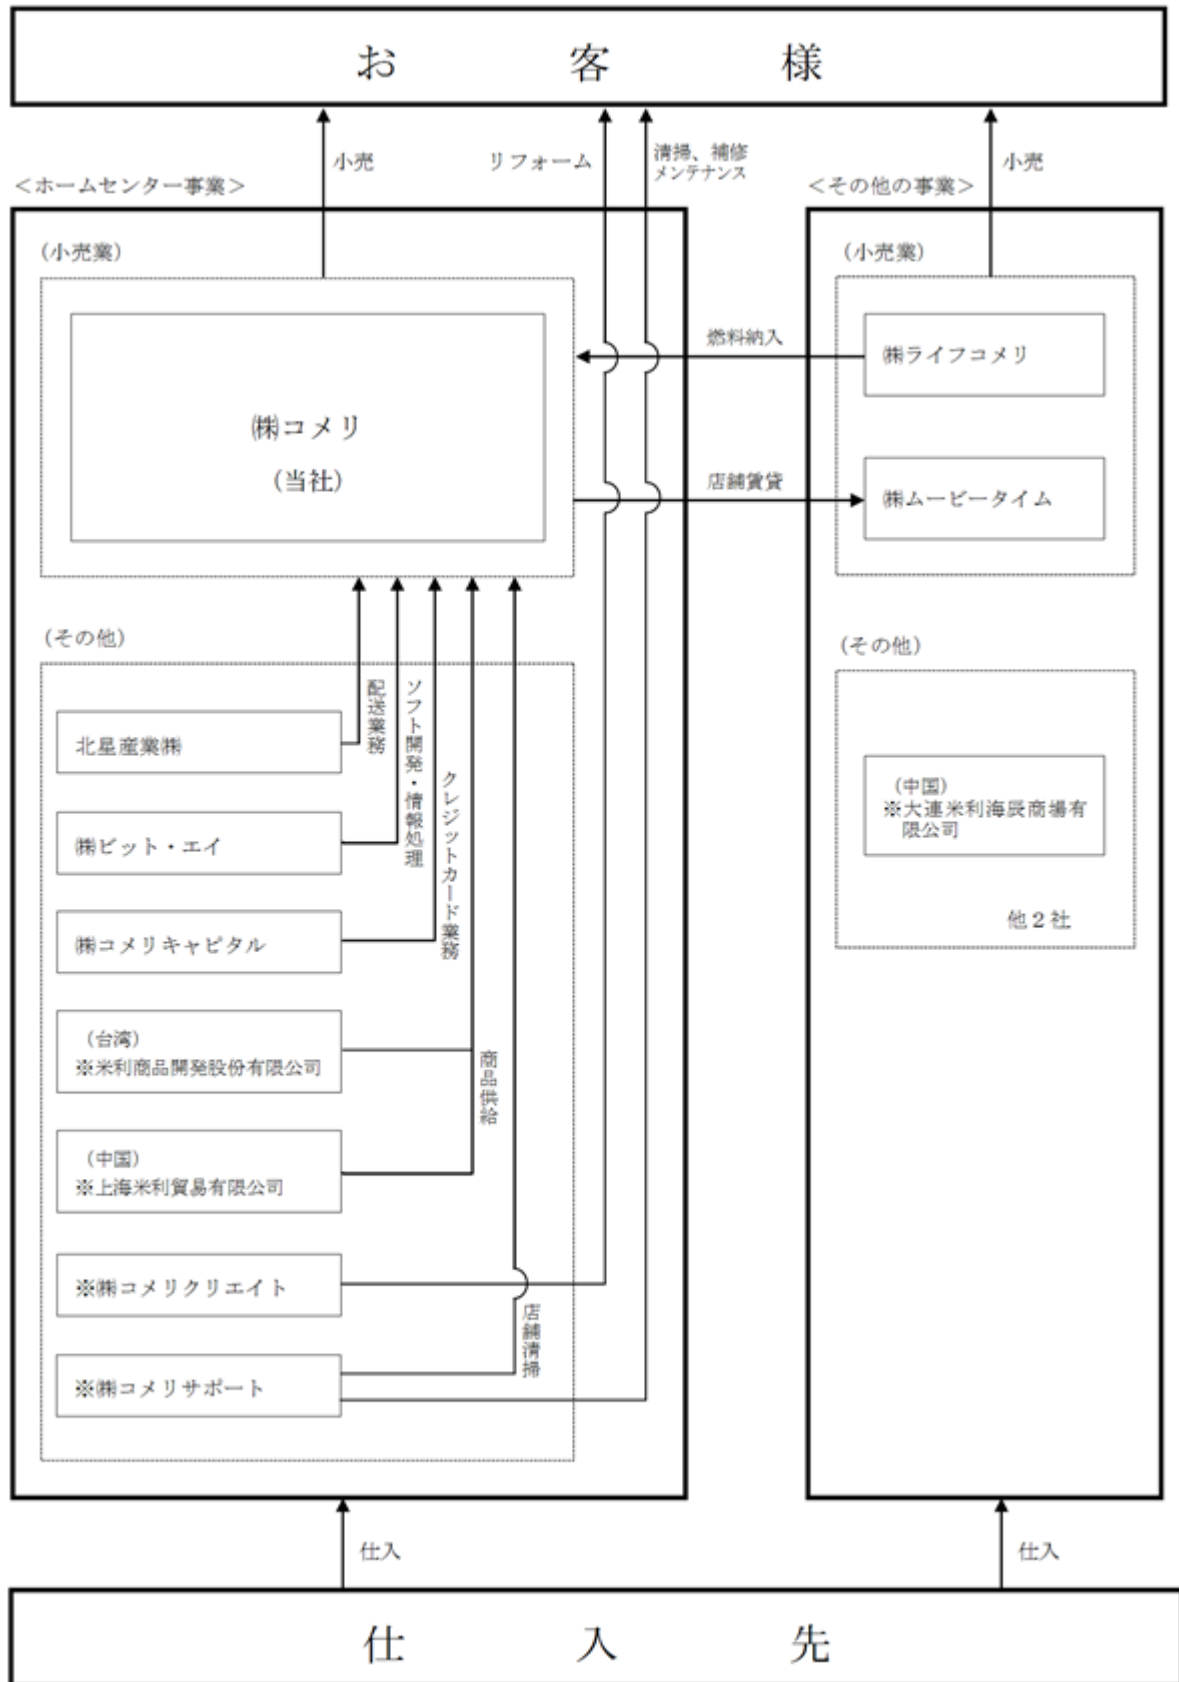 お客様
小売
リフォーム
清掃、補修
メンテナンス
小売
＜ホームセンター事業＞
＜その他の事業＞
(小売業)
(小売業)
㈱コメリ
(当社)
燃料納入
㈱ライフコメリ
店舗賃貸
㈱ムービータイム
(その他)
(その他)
配送業務
ソフト開発・情報処理
クレジットカード業務
商品供給
店舗清掃
北星産業㈱
㈱ビット・エイ
㈱コメリキャピタル
(台湾)
※米利商品開発股份有限公司
(中国)
※上海米利貿易有限公司
※㈱コメリクリエイト
※㈱コメリサポート
(中国)
※大連米利海辰商場有
限公司
他２社
仕入
仕入
仕入先